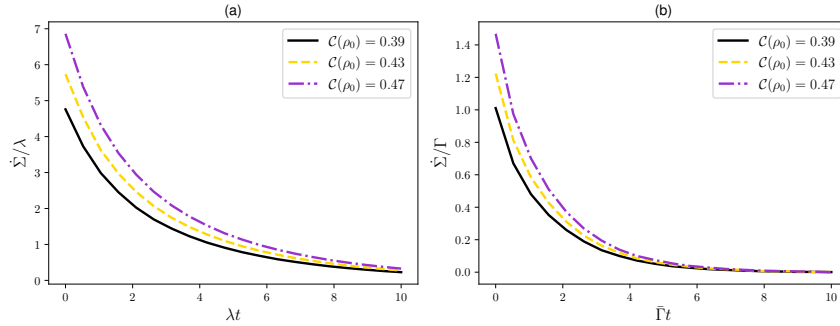 (a)
7
6
5
4
3
2
1
0
Σ̇/λ
0 2 4 6 8 10
λt
𝒞(ρ₀) = 0.39
𝒞(ρ₀) = 0.43
𝒞(ρ₀) = 0.47
(b)
1.4
1.2
1.0
0.8
0.6
0.4
0.2
0.0
Σ̇/Γ
0 2 4 6 8 10
Γ̄t
𝒞(ρ₀) = 0.39
𝒞(ρ₀) = 0.43
𝒞(ρ₀) = 0.47